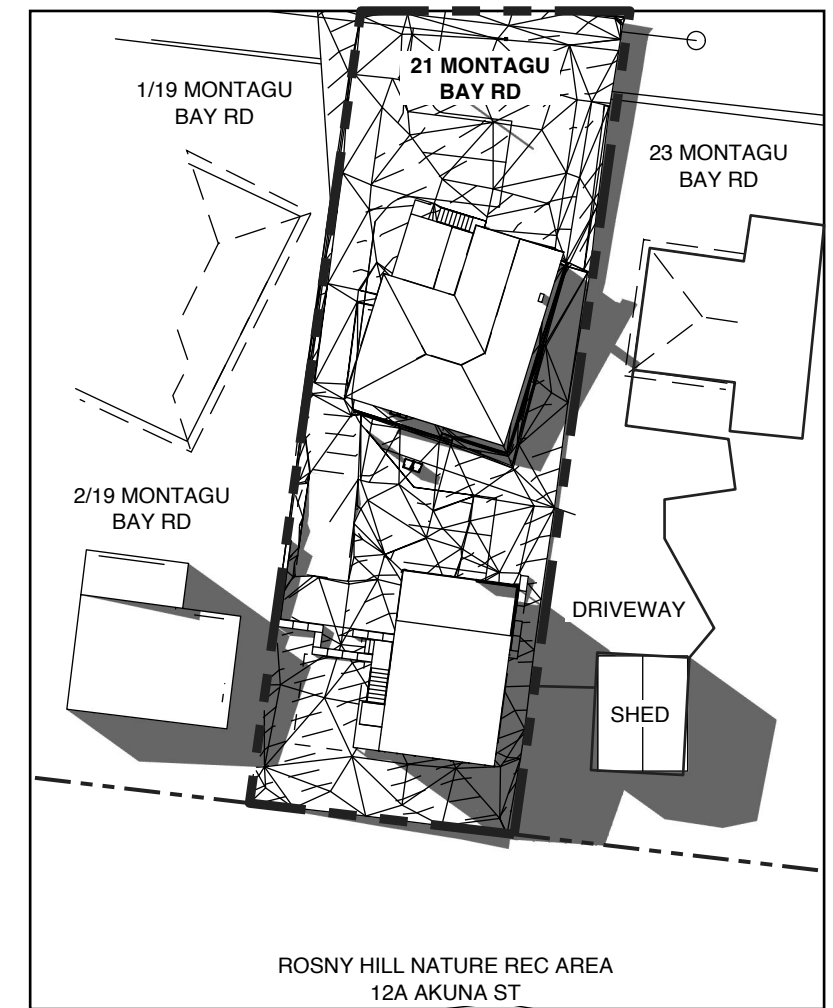 21 MONTAGU
BAY RD
1/19 MONTAGU
BAY RD
23 MONTAGU
BAY RD
2/19 MONTAGU
BAY RD
DRIVEWAY
SHED
ROSNY HILL NATURE REC AREA
12A AKUNA ST